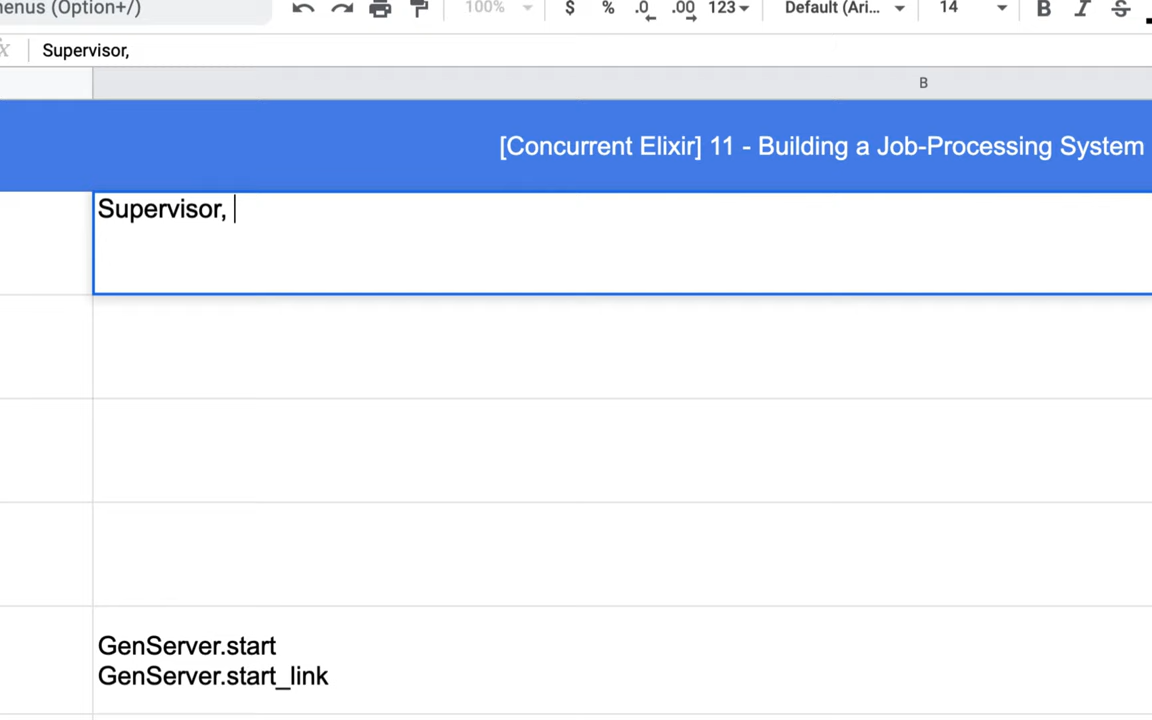 enus (Option+/)
100%
$ % .0 .00 123
Default (Ari...
14
B I S
Supervisor,
B
[Concurrent Elixir] 11 - Building a Job-Processing System
Supervisor,
GenServer.start
GenServer.start_link